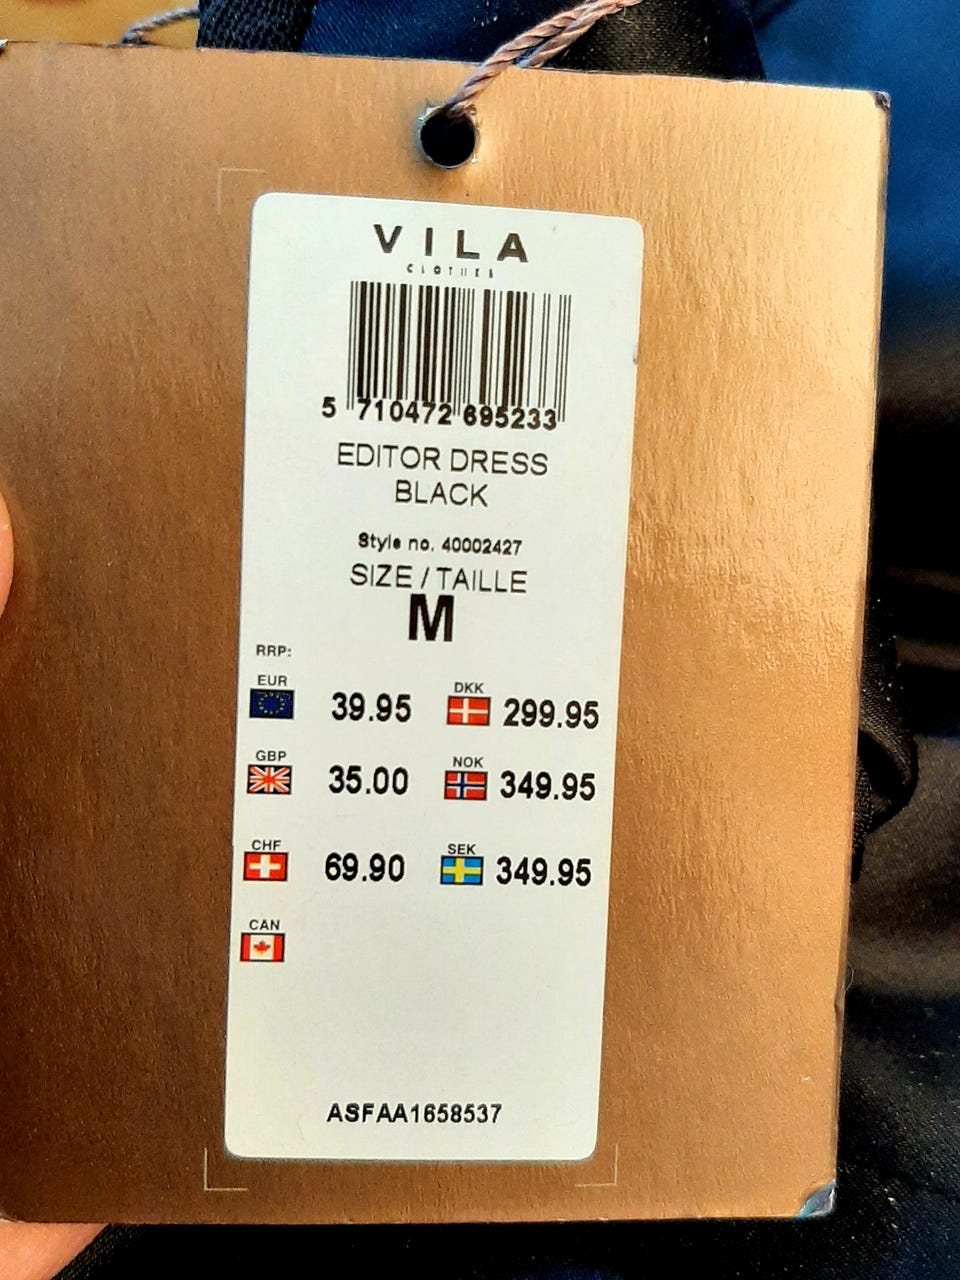 VILA
CLOTHES
5 710472 695233
EDITOR DRESS
BLACK
Style no. 40002427
SIZE / TAILLE
M
RRP:
EUR 39.95 DKK 299.95
GBP 35.00 NOK 349.95
CHF 69.90 SEK 349.95
CAN
ASFAA1658537